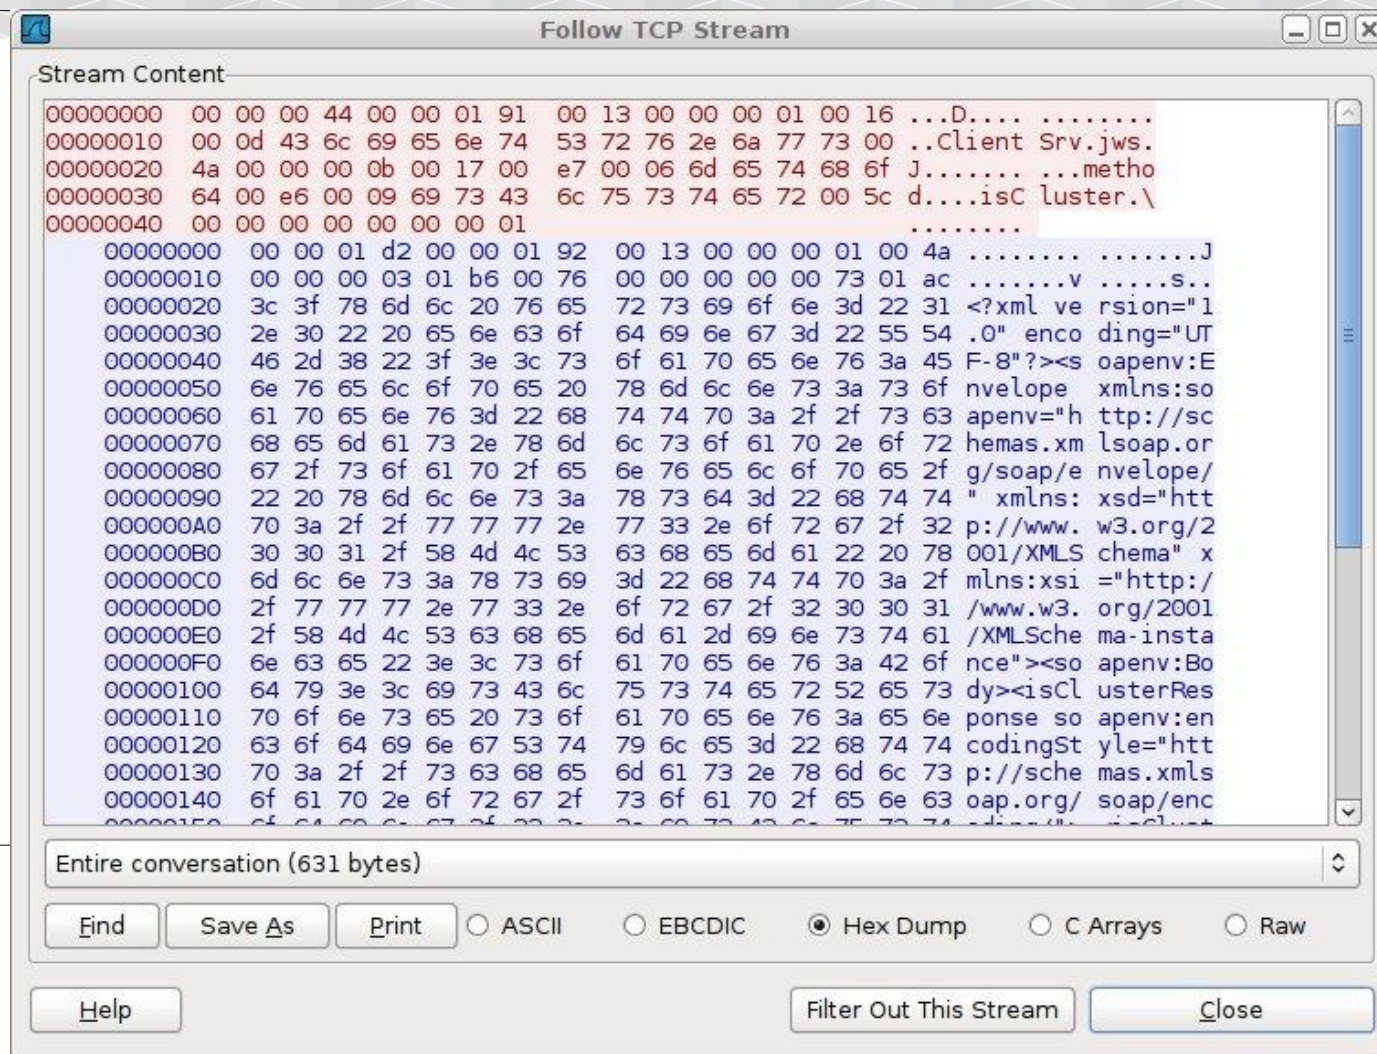 Follow TCP Stream
Stream Content
00000000  00 00 00 44 00 00 01 91  00 13 00 00 00 01 00 16 ...D.... ........
00000010  00 0d 43 6c 69 65 6e 74  53 72 76 2e 6a 77 73 00 ..Client Srv.jws.
00000020  4a 00 00 00 0b 00 17 00  e7 00 06 6d 65 74 68 6f J....... ...metho
00000030  64 00 e6 00 09 69 73 43  6c 75 73 74 65 72 00 5c d....isC luster.\
00000040  00 00 00 00 00 00 00 01                          ........
00000000  00 00 01 d2 00 00 01 92  00 13 00 00 00 01 00 4a ........ .......J
00000010  00 00 00 03 01 b6 00 76  00 00 00 00 00 73 01 ac .......v .....s..
00000020  3c 3f 78 6d 6c 20 76 65  72 73 69 6f 6e 3d 22 31 <?xml ve rsion="1
00000030  2e 30 22 20 65 6e 63 6f  64 69 6e 67 3d 22 55 54 .0" enco ding="UT
00000040  46 2d 38 22 3f 3e 3c 73  6f 61 70 65 6e 76 3a 45 F-8"?><s oapenv:E
00000050  6e 76 65 6c 6f 70 65 20  78 6d 6c 6e 73 3a 73 6f nvelope  xmlns:so
00000060  61 70 65 6e 76 3d 22 68  74 74 70 3a 2f 2f 73 63 apenv="h ttp://sc
00000070  68 65 6d 61 73 2e 78 6d  6c 73 6f 61 70 2e 6f 72 hemas.xm lsoap.or
00000080  67 2f 73 6f 61 70 2f 65  6e 76 65 6c 6f 70 65 2f g/soap/e nvelope/
00000090  22 20 78 6d 6c 6e 73 3a  78 73 64 3d 22 68 74 74 " xmlns: xsd="htt
000000A0  70 3a 2f 2f 77 77 77 2e  77 33 2e 6f 72 67 2f 32 p://www. w3.org/2
000000B0  30 30 31 2f 58 4d 4c 53  63 68 65 6d 61 22 20 78 001/XMLS chema" x
000000C0  6d 6c 6e 73 3a 78 73 69  3d 22 68 74 74 70 3a 2f mlns:xsi ="http:/
000000D0  2f 77 77 77 2e 77 33 2e  6f 72 67 2f 32 30 30 31 /www.w3. org/2001
000000E0  2f 58 4d 4c 53 63 68 65  6d 61 2d 69 6e 73 74 61 /XMLSche ma-insta
000000F0  6e 63 65 22 3e 3c 73 6f  61 70 65 6e 76 3a 42 6f nce"><so apenv:Bo
00000100  64 79 3e 3c 69 73 43 6c  75 73 74 65 72 52 65 73 dy><isCl usterRes
00000110  70 6f 6e 73 65 20 73 6f  61 70 65 6e 76 3a 65 6e ponse so apenv:en
00000120  63 6f 64 69 6e 67 53 74  79 6c 65 3d 22 68 74 74 codingSt yle="htt
00000130  70 3a 2f 2f 73 63 68 65  6d 61 73 2e 78 6d 6c 73 p://sche mas.xmls
00000140  6f 61 70 2e 6f 72 67 2f  73 6f 61 70 2f 65 6e 63 oap.org/ soap/enc
Entire conversation (631 bytes)
Find Save As Print ASCII EBCDIC Hex Dump C Arrays Raw
Help Filter Out This Stream Close